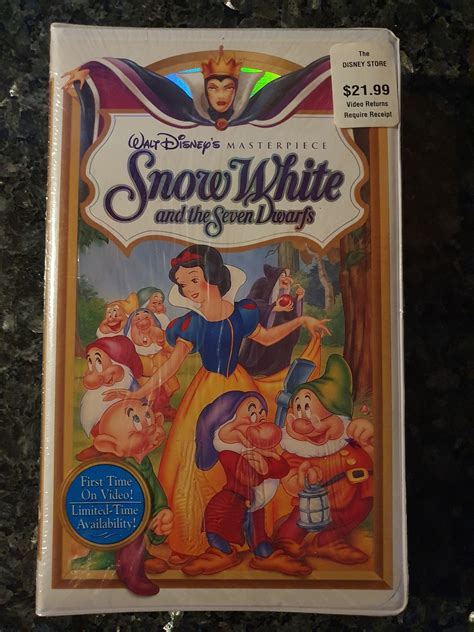 The
DISNEY STORE
$21.99
Video Returns
Require Receipt
WALT DISNEY'S MASTERPIECE
Snow White
and the Seven Dwarfs
First Time
On Video!
Limited-Time
Availability!